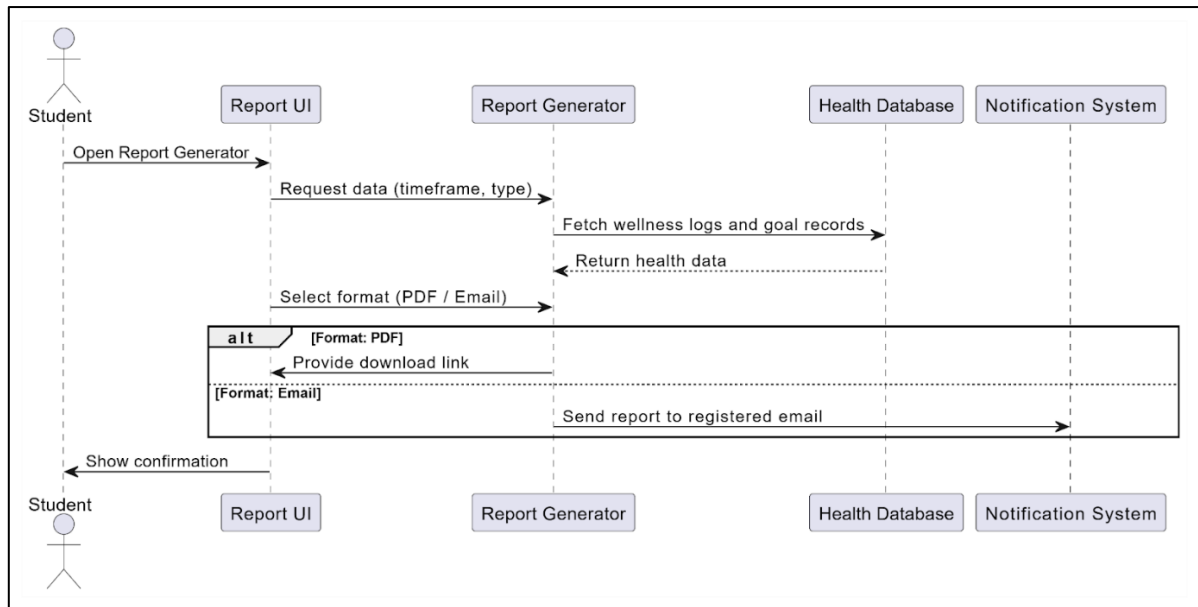 Student
Report UI
Report Generator
Health Database
Notification System
Open Report Generator
Request data (timeframe, type)
Fetch wellness logs and goal records
Return health data
Select format (PDF / Email)
alt
[Format: PDF]
Provide download link
[Format: Email]
Send report to registered email
Show confirmation
Student
Report UI
Report Generator
Health Database
Notification System